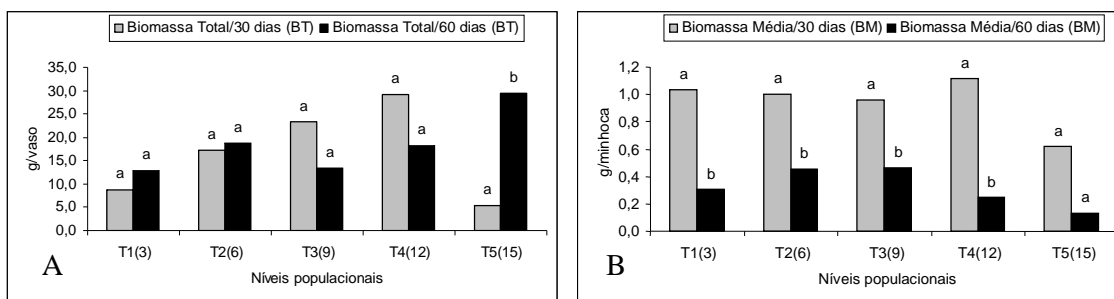 Biomassa Total/30 dias (BT) Biomassa Total/60 dias (BT)
g/vaso
35,0
30,0
25,0
20,0
15,0
10,0
5,0
0,0
a a a a a a a a a b
T1(3) T2(6) T3(9) T4(12) T5(15)
Níveis populacionais
A
Biomassa Média/30 dias (BM) Biomassa Média/60 dias (BM)
g/minhoca
1,2
1,0
0,8
0,6
0,4
0,2
0,0
a b a b a b a b a a
T1(3) T2(6) T3(9) T4(12) T5(15)
Níveis populacionais
B